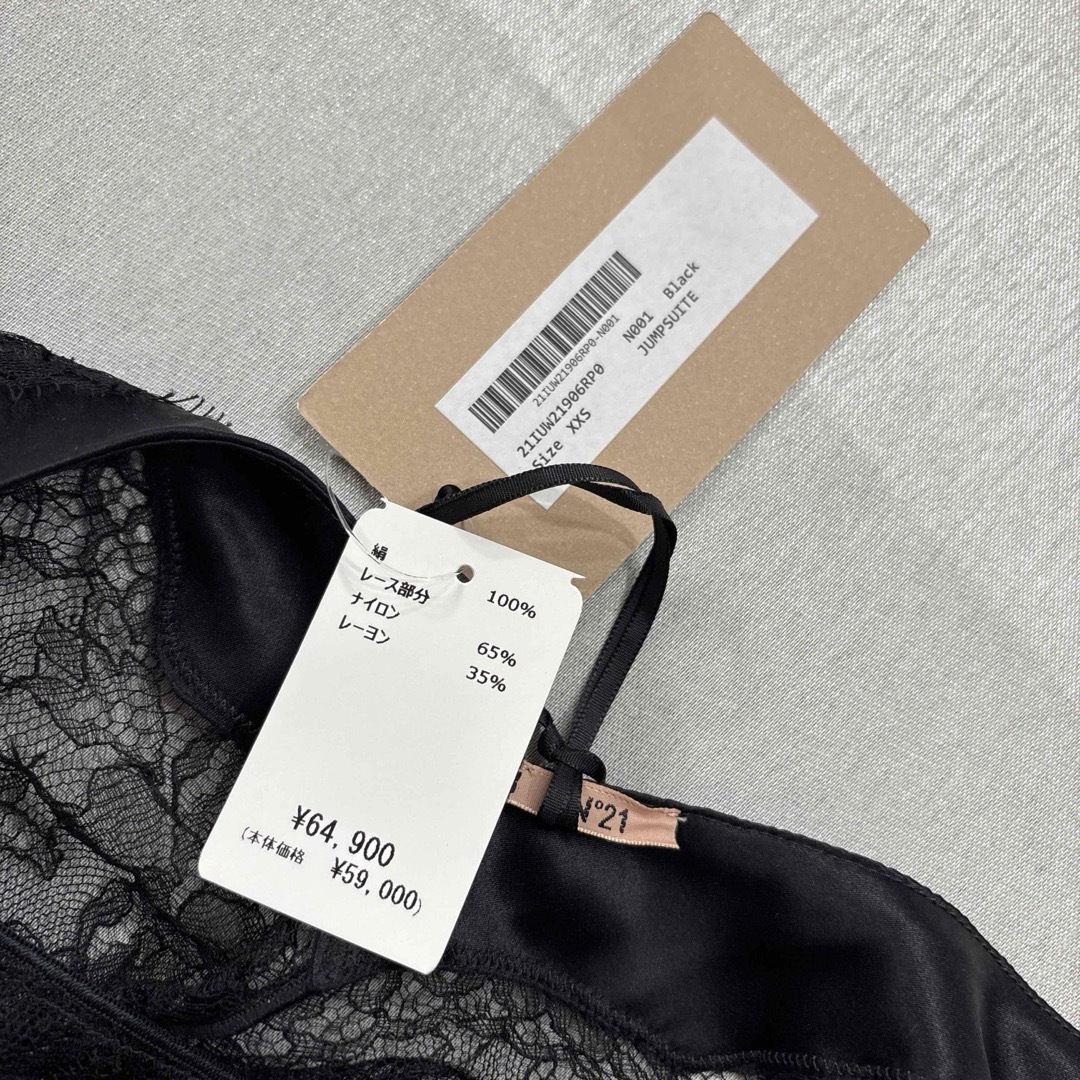 21IUW21906RP0-N001
21IUW21906RP0 N001 Black
Size XXS JUMPSUITE
絹 100%
レース部分
ナイロン 65%
レーヨン 35%
¥64,900
(本体価格 ¥59,000)
N°21